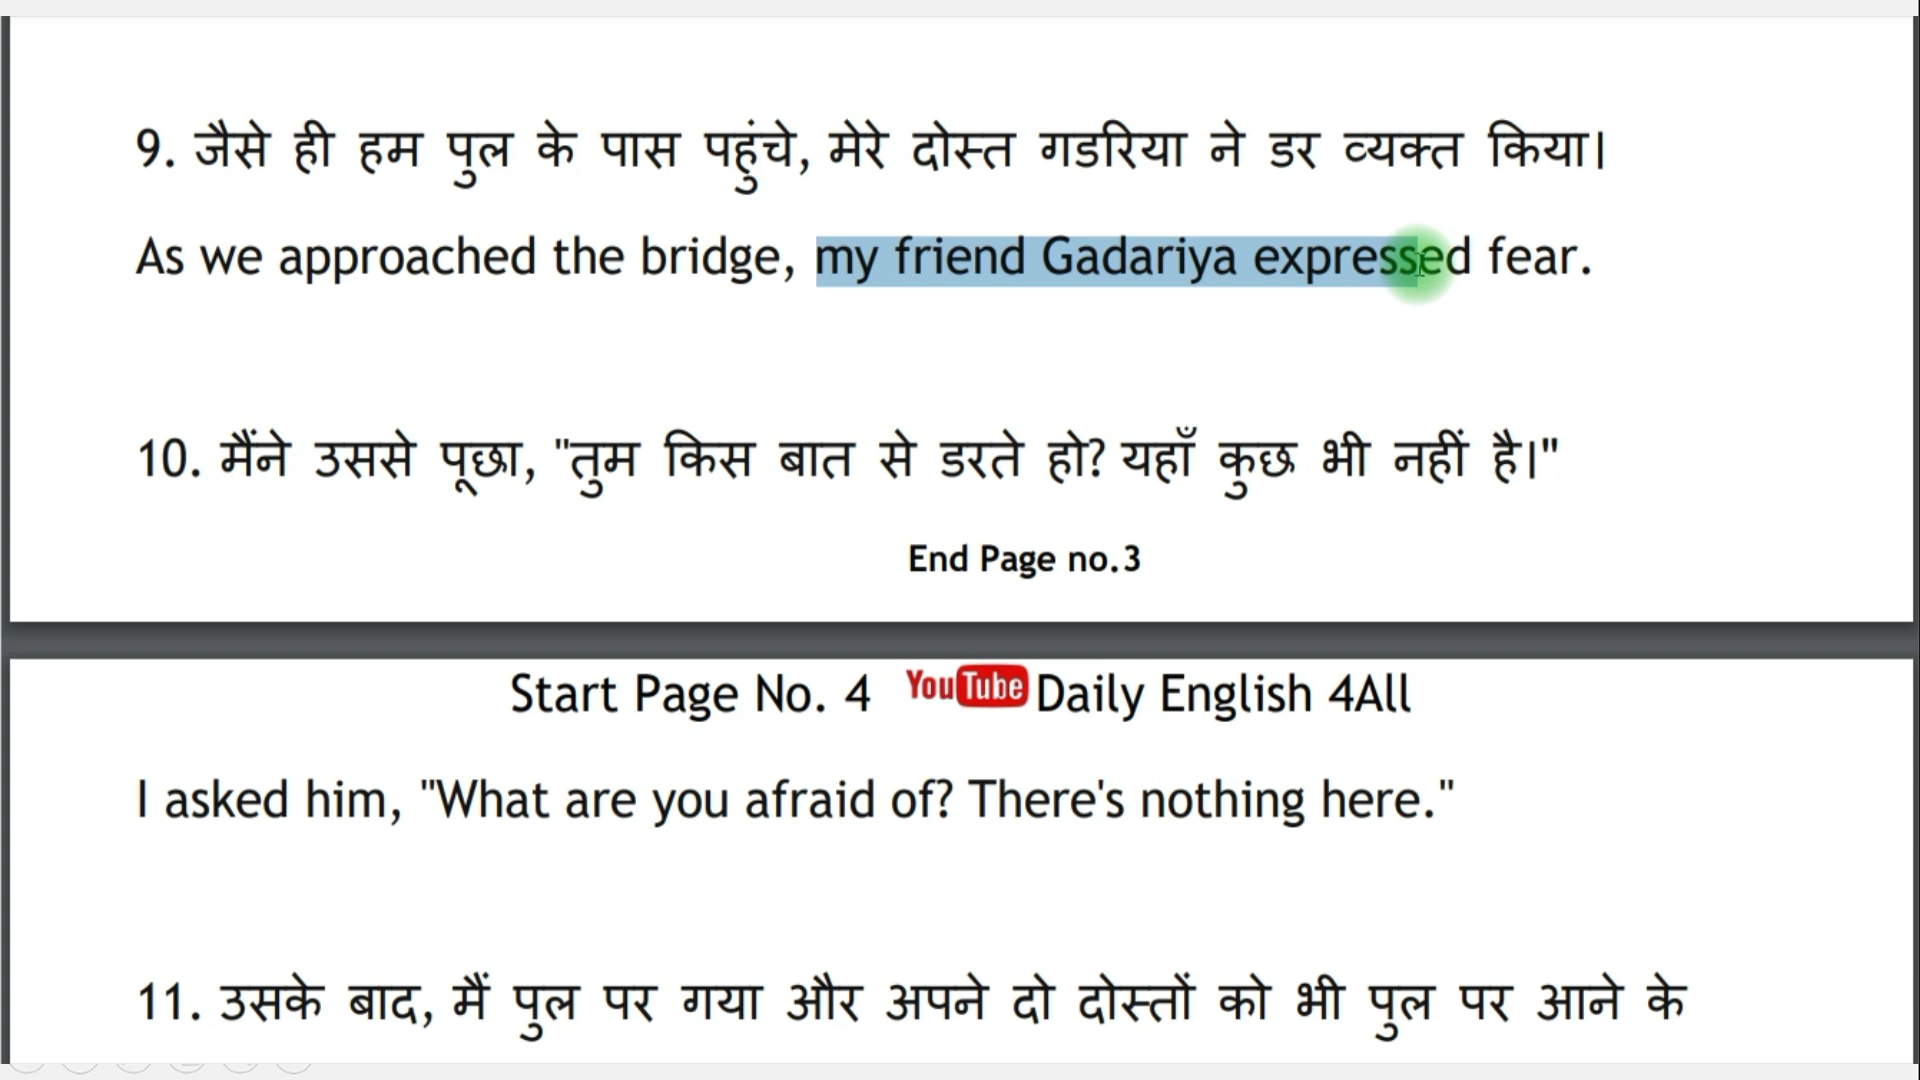 9. जैसे ही हम पुल के पास पहुंचे, मेरे दोस्त गडरिया ने डर व्यक्त किया।
As we approached the bridge, my friend Gadariya expressed fear.
10. मैंने उससे पूछा, "तुम किस बात से डरते हो? यहाँ कुछ भी नहीं है।"
End Page no.3
Start Page No. 4 YouTube Daily English 4All
I asked him, "What are you afraid of? There's nothing here."
11. उसके बाद, मैं पुल पर गया और अपने दो दोस्तों को भी पुल पर आने के